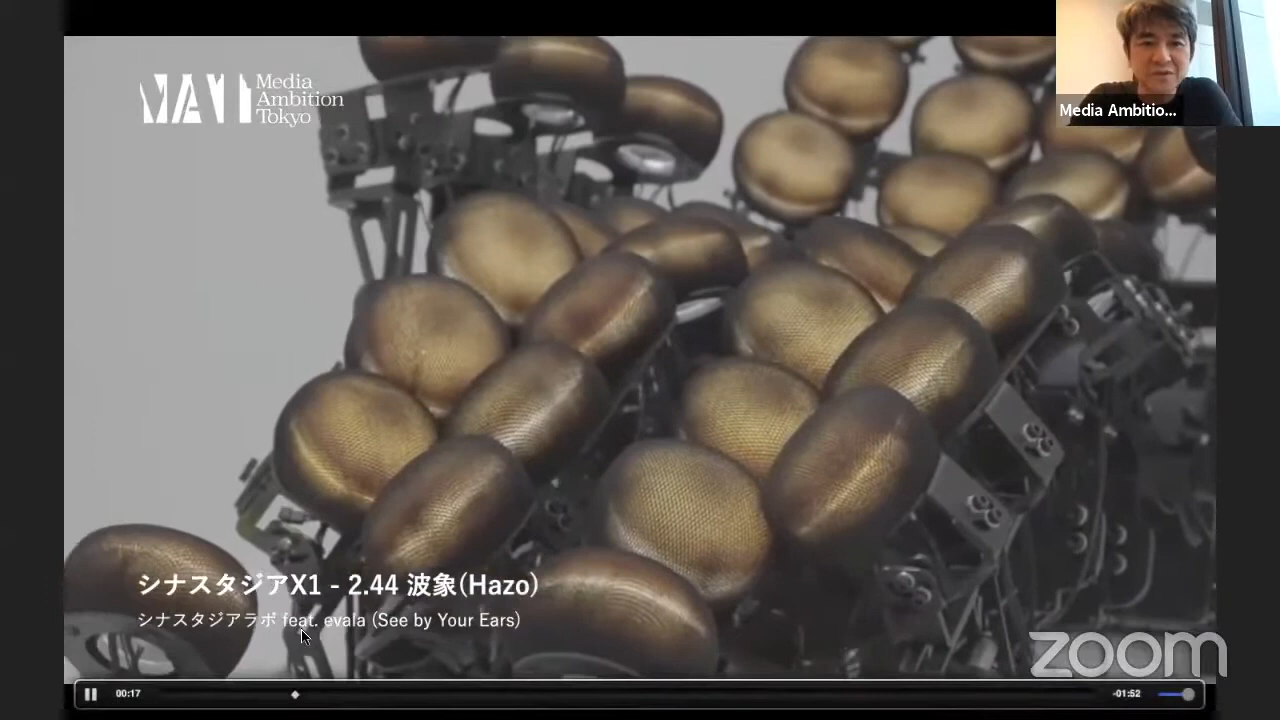 Media
Ambition
Tokyo
Media Ambitio...
シナスタジアX1 - 2.44 波象(Hazo)
シナスタジアラボ feat. evala (See by Your Ears)
zoom
00:17
-01:52